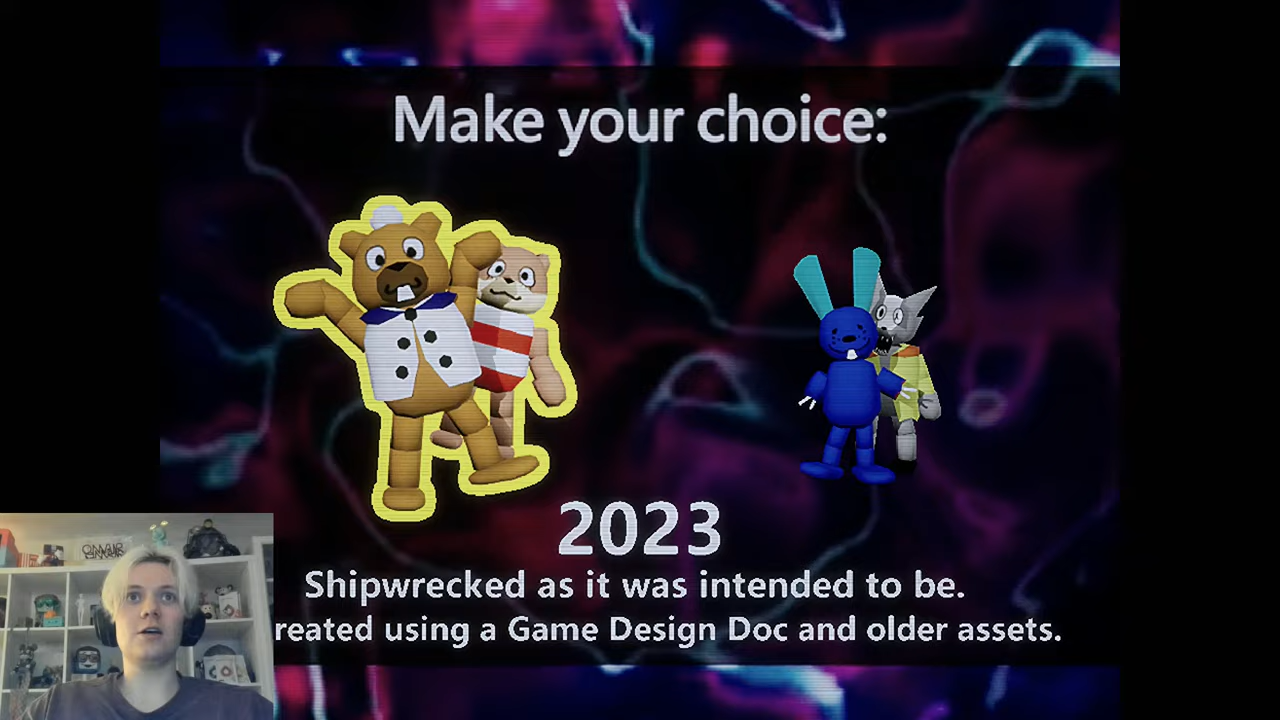 Make your choice:
2023
Shipwrecked as it was intended to be.
reated using a Game Design Doc and older assets.